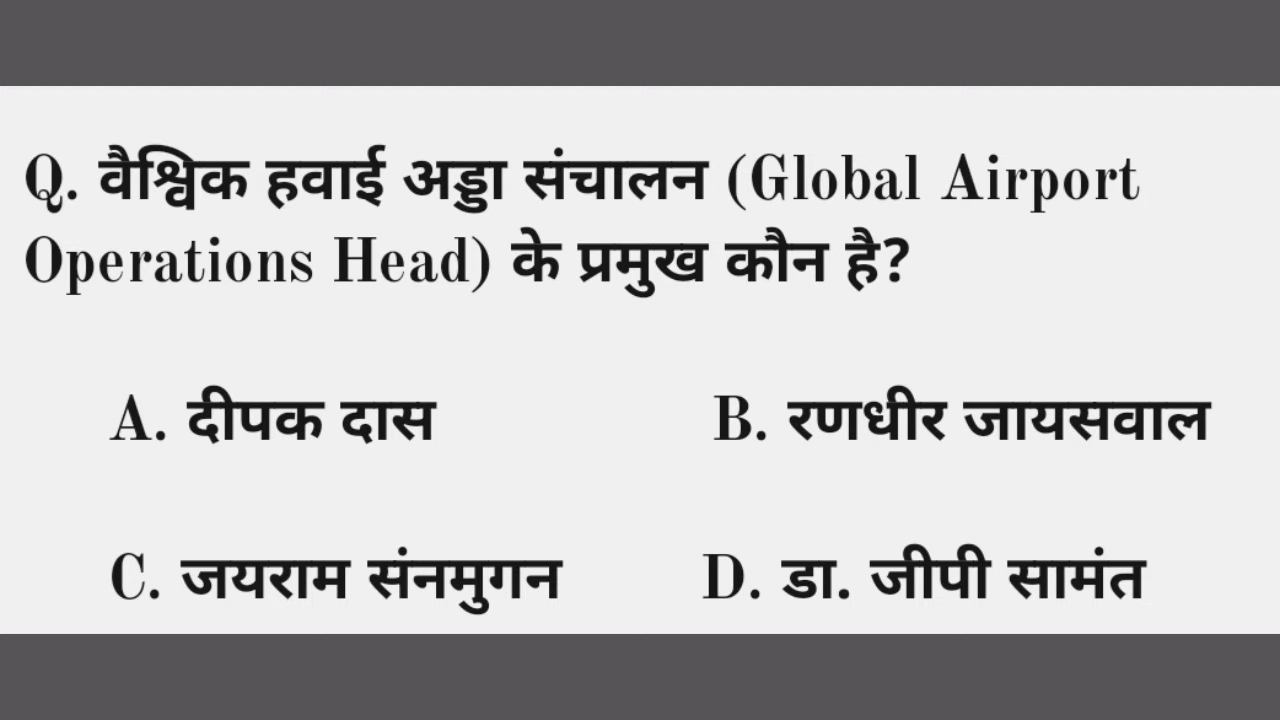 Q. वैश्विक हवाई अड्डा संचालन (Global Airport
Operations Head) के प्रमुख कौन है?
A. दीपक दास B. रणधीर जायसवाल
C. जयराम संनमुगन D. डा. जीपी सामंत